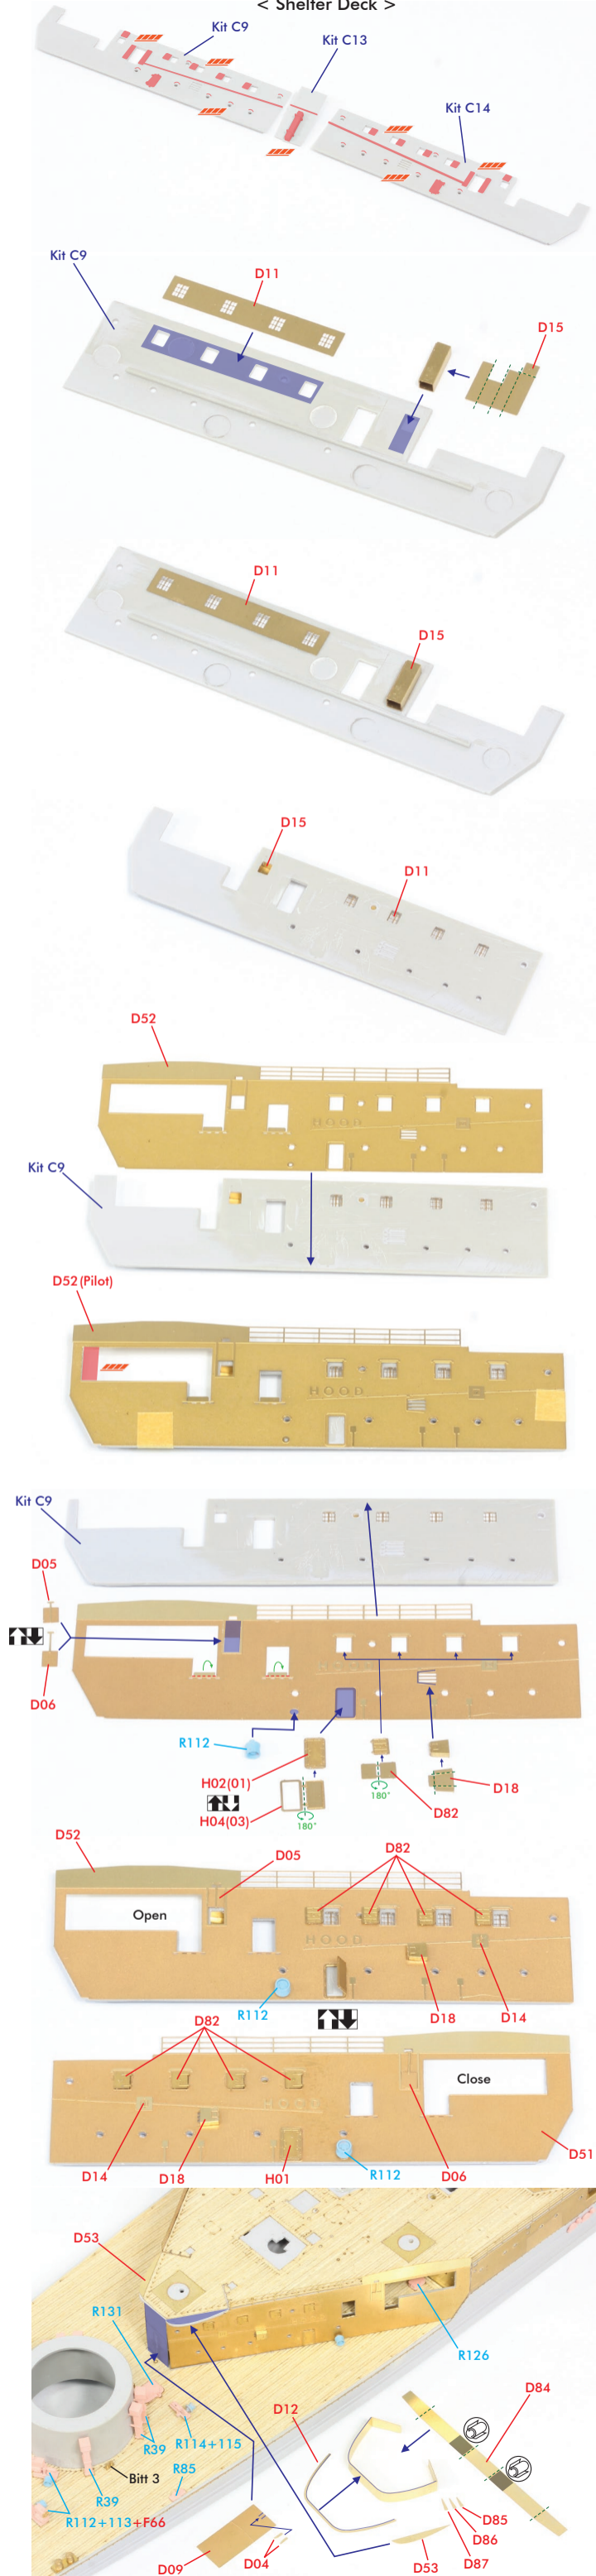 < Shelter Deck >
Kit C9
Kit C13
Kit C14
Kit C9
D11
D15
D11
D15
D15
D11
D52
HOOD
Kit C9
D52(Pilot)
HOOD
Kit C9
D05
D06
R112
H02(01)
H04(03)
180°
180°
D82
D18
D52
D05
D82
Open
HOOD
R112
D18
D14
D82
Close
D14
D18
H01
R112
D06
D51
D53
R131
R126
R39
R114+115
D12
D84
Bitt 3
R85
R39
R112+113+F66
D85
D86
D87
D09
D04
D53